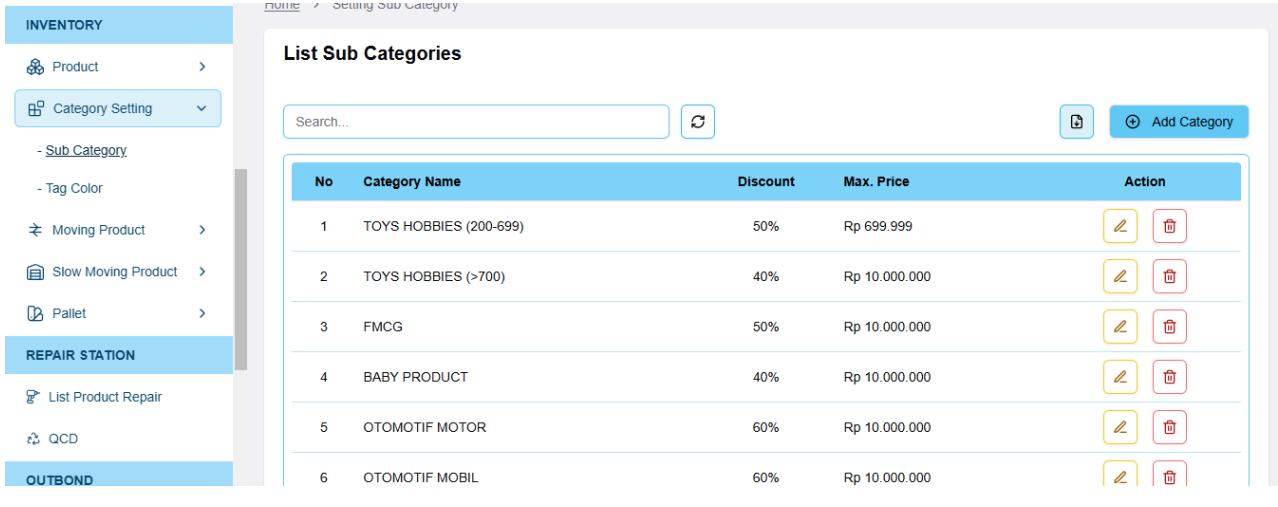 Home > Setting Sub Category
INVENTORY
Product
Category Setting
- Sub Category
- Tag Color
Moving Product
Slow Moving Product
Pallet
REPAIR STATION
List Product Repair
QCD
OUTBOND
List Sub Categories
Search...
Add Category
No Category Name Discount Max. Price Action
1 TOYS HOBBIES (200-699) 50% Rp 699.999
2 TOYS HOBBIES (>700) 40% Rp 10.000.000
3 FMCG 50% Rp 10.000.000
4 BABY PRODUCT 40% Rp 10.000.000
5 OTOMOTIF MOTOR 60% Rp 10.000.000
6 OTOMOTIF MOBIL 60% Rp 10.000.000